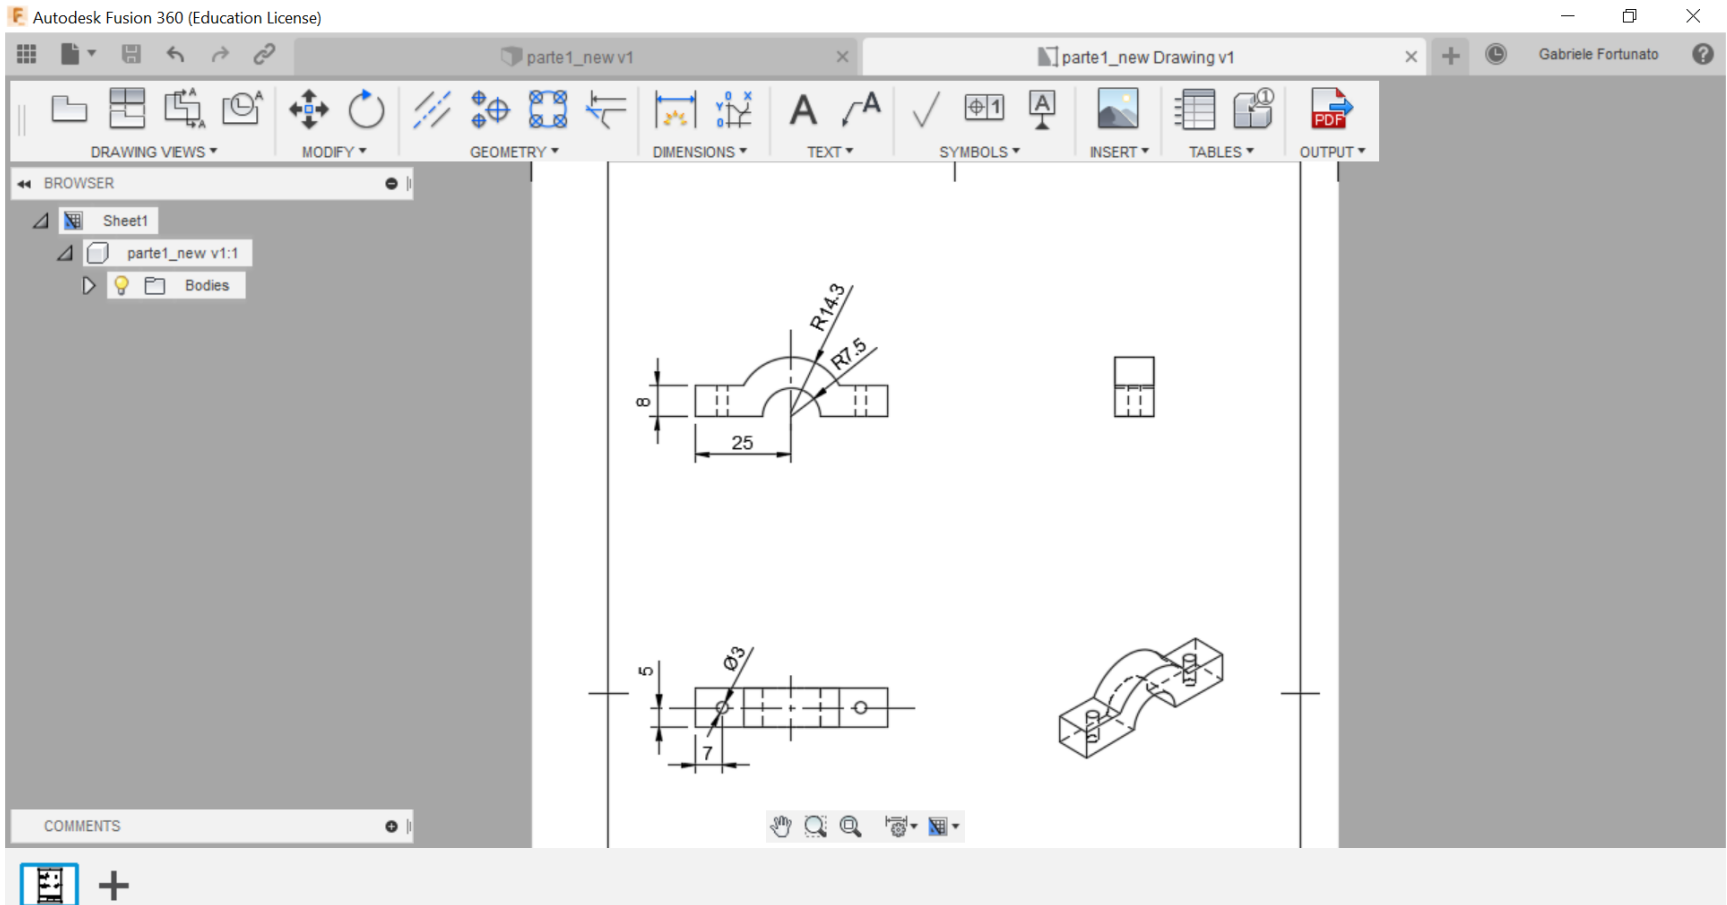 Autodesk Fusion 360 (Education License)
parte1_new v1
parte1_new Drawing v1
Gabriele Fortunato
DRAWING VIEWS
MODIFY
GEOMETRY
DIMENSIONS
TEXT
SYMBOLS
INSERT
TABLES
OUTPUT
PDF
BROWSER
Sheet1
parte1_new v1:1
Bodies
R14.3
R7.5
8
25
Ø3
5
7
COMMENTS